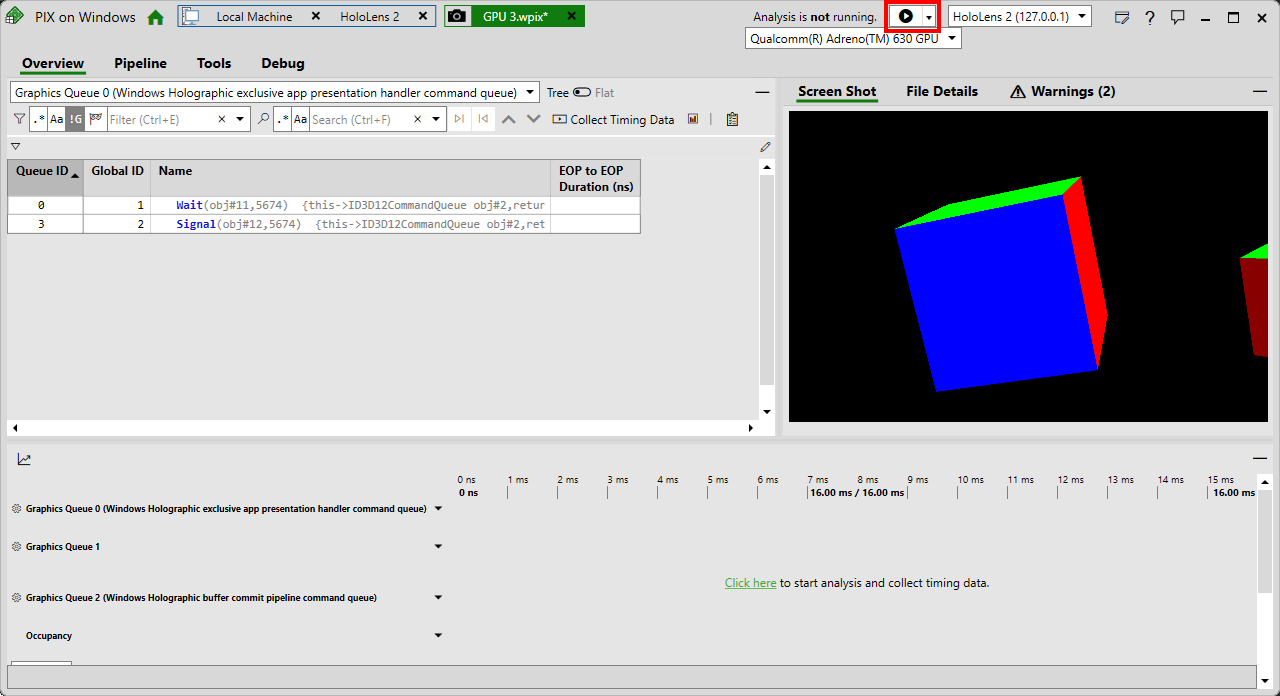 PIX on Windows
Local Machine
HoloLens 2
GPU 3.wpix*
Analysis is not running.
HoloLens 2 (127.0.0.1)
Qualcomm(R) Adreno(TM) 630 GPU
Overview Pipeline Tools Debug
Graphics Queue 0 (Windows Holographic exclusive app presentation handler command queue)
Tree Flat
.* Aa !G Filter (Ctrl+E)
.* Aa Search (Ctrl+F)
Collect Timing Data
Queue ID Global ID Name EOP to EOP
Duration (ns)
0 1 Wait(obj#11,5674) {this->ID3D12CommandQueue obj#2,retur
3 2 Signal(obj#12,5674) {this->ID3D12CommandQueue obj#2,ret
Screen Shot File Details Warnings (2)
0 ns 1 ms 2 ms 3 ms 4 ms 5 ms 6 ms 7 ms 8 ms 9 ms 10 ms 11 ms 12 ms 13 ms 14 ms 15 ms
0 ns 16.00 ms / 16.00 ms 16.00 ms
Graphics Queue 0 (Windows Holographic exclusive app presentation handler command queue)
Graphics Queue 1
Click here to start analysis and collect timing data.
Graphics Queue 2 (Windows Holographic buffer commit pipeline command queue)
Occupancy